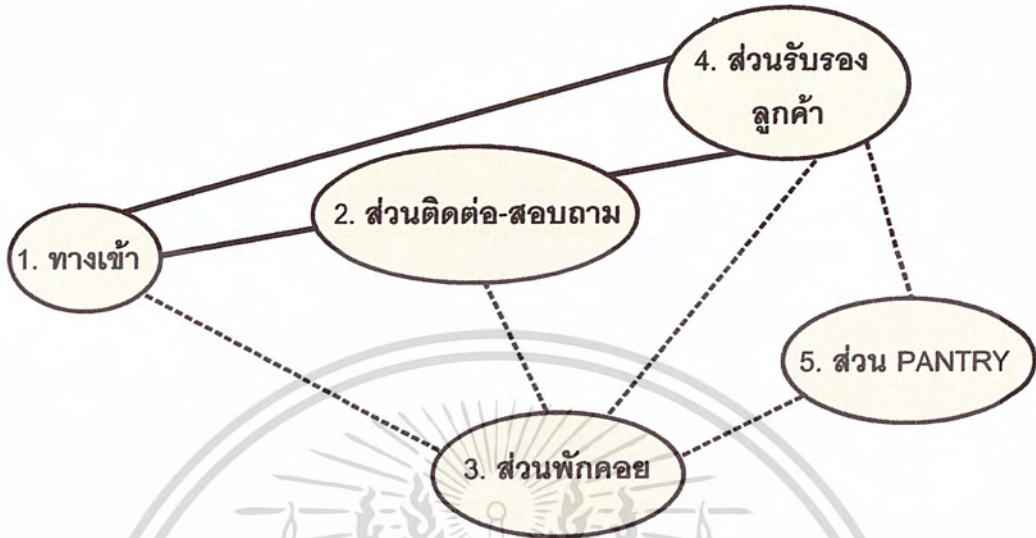 4. ส่วนรับรอง
ลูกค้า
2. ส่วนติดต่อ-สอบถาม
1. ทางเข้า
5. ส่วน PANTRY
3. ส่วนพักคอย